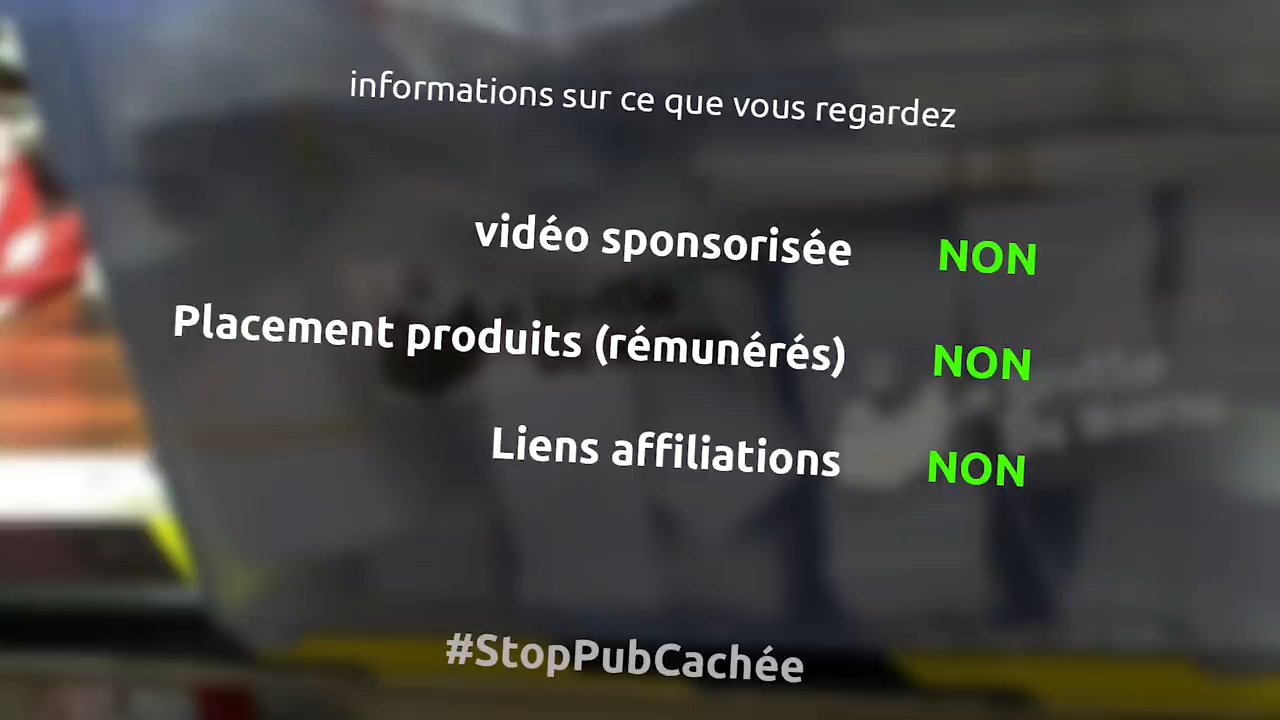 informations sur ce que vous regardez
vidéo sponsorisée NON
Placement produits (rémunérés) NON
Liens affiliations NON
#StopPubCachée